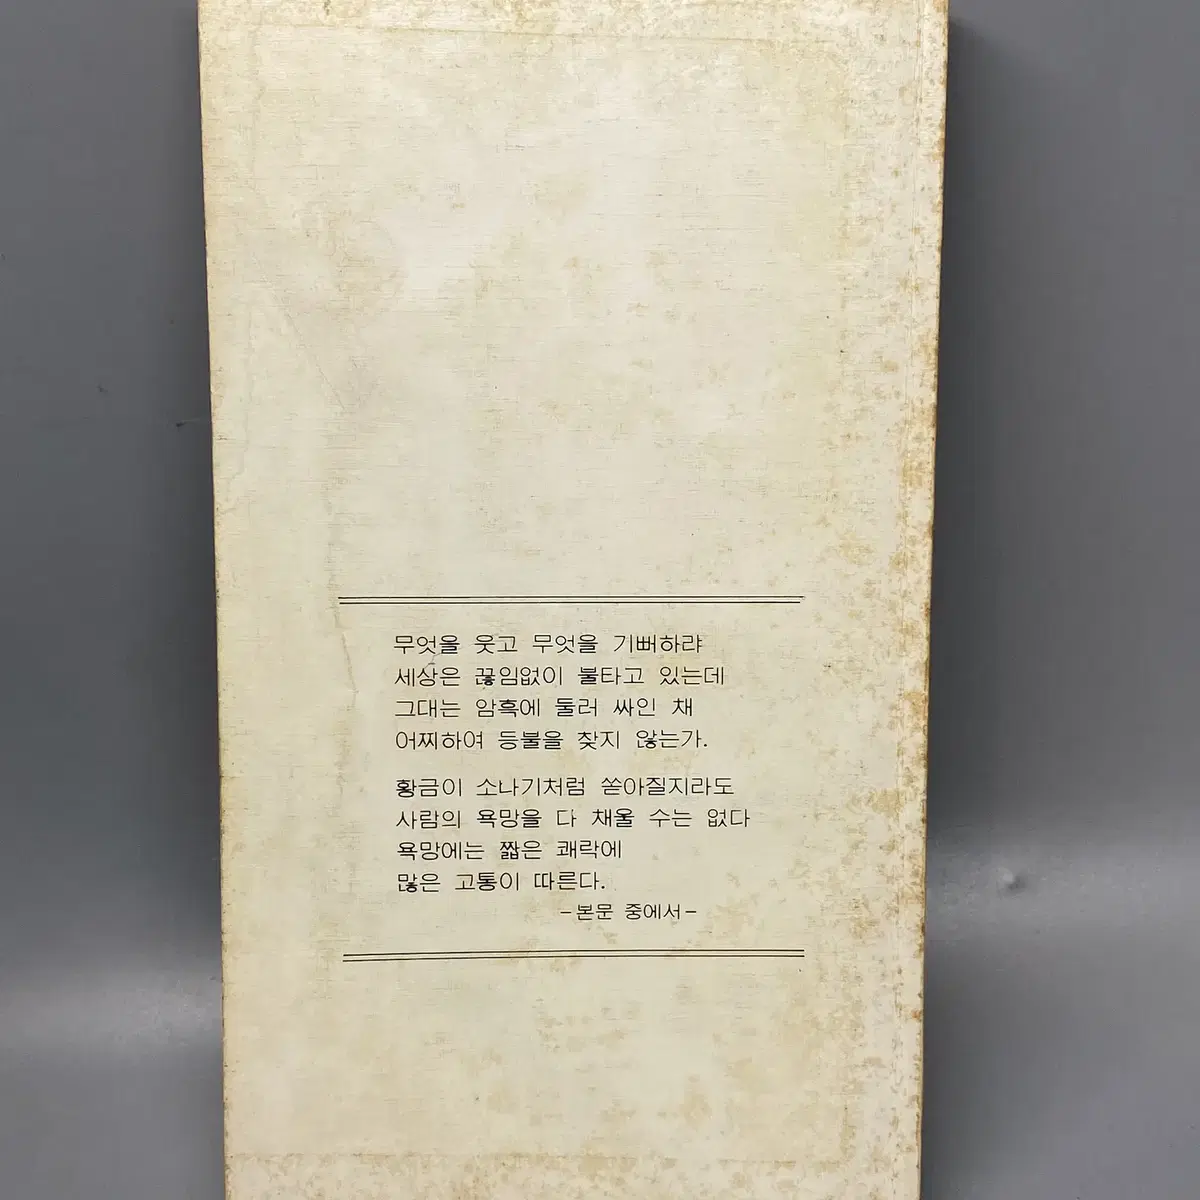 무엇을 웃고 무엇을 기뻐하랴
세상은 끊임없이 불타고 있는데
그대는 암흑에 둘러 싸인 채
어찌하여 등불을 찾지 않는가.
황금이 소나기처럼 쏟아질지라도
사람의 욕망을 다 채울 수는 없다
욕망에는 짧은 쾌락에
많은 고통이 따른다.
-본문 중에서-